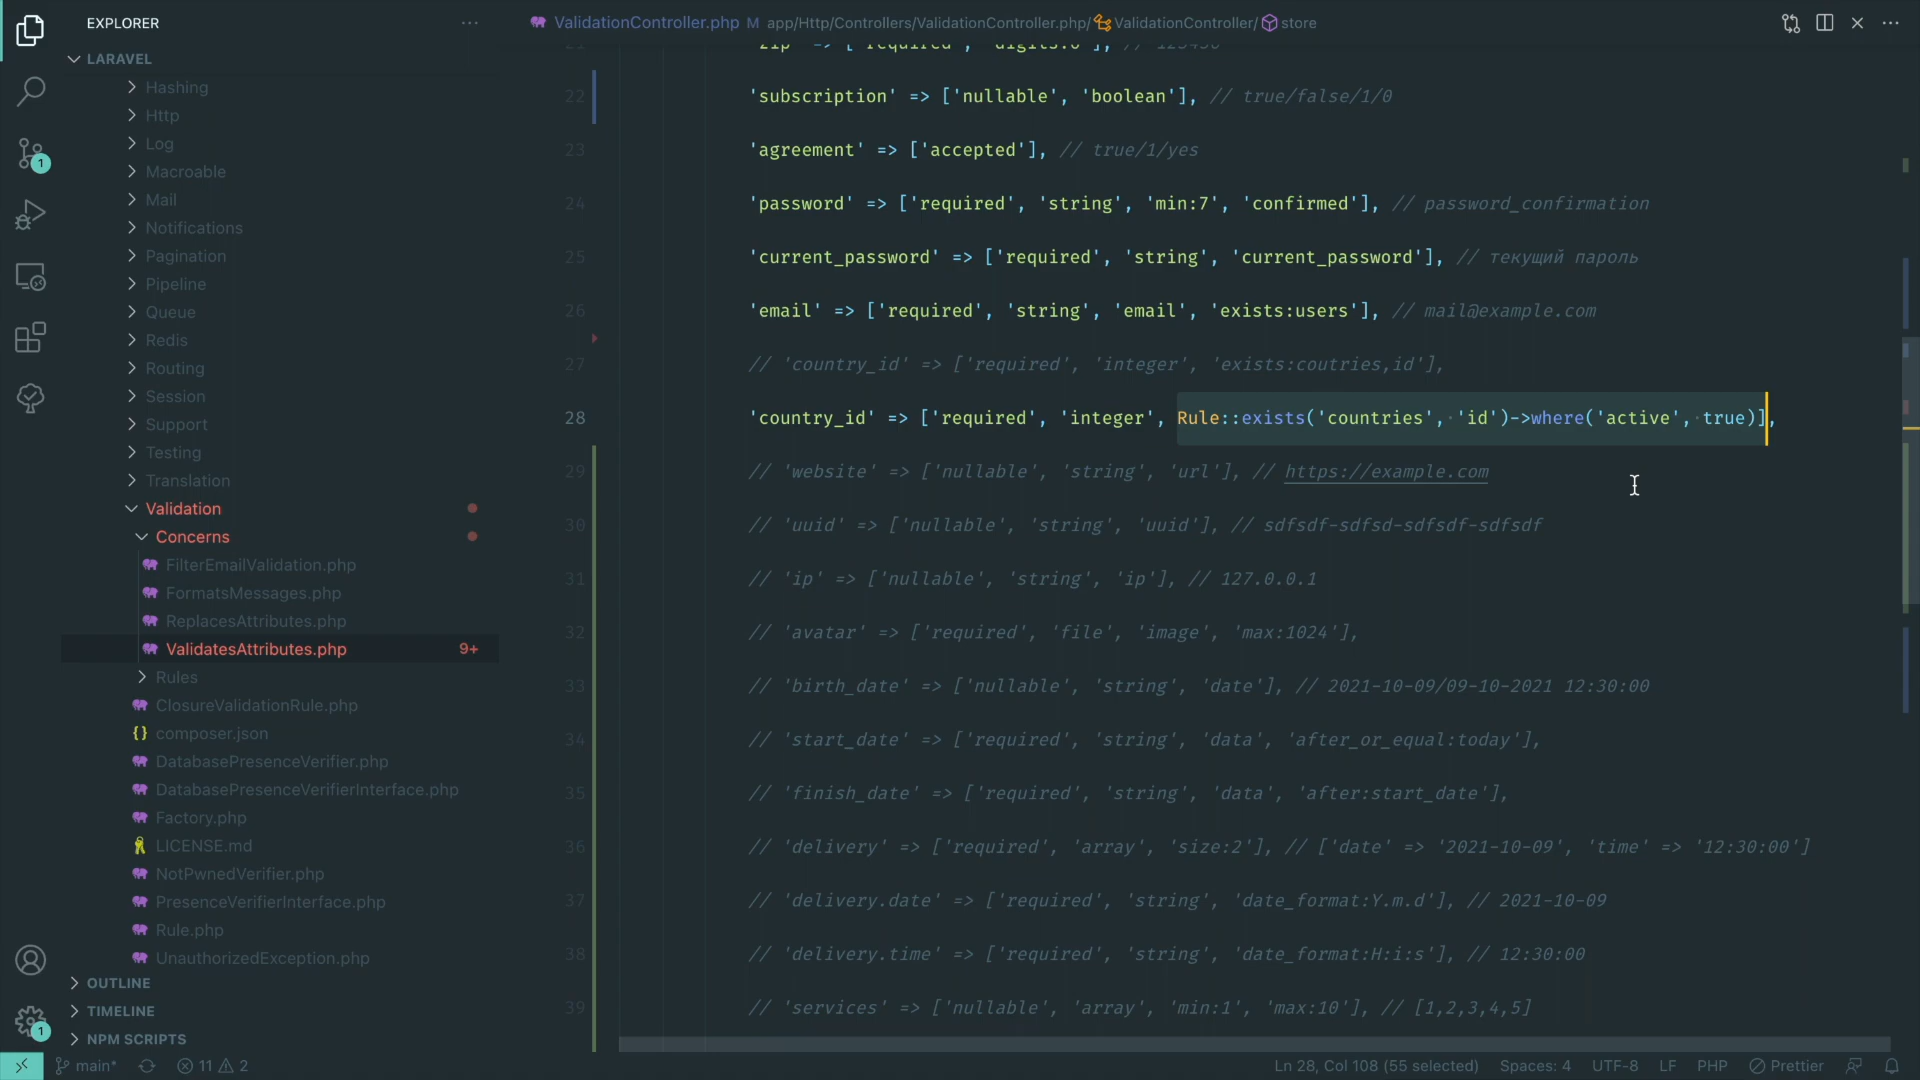 EXPLORER
LARAVEL
Hashing
Http
Log
Macroable
Mail
Notifications
Pagination
Pipeline
Queue
Redis
Routing
Session
Support
Testing
Translation
Validation
Concerns
FilterEmailValidation.php
FormatsMessages.php
ReplacesAttributes.php
ValidatesAttributes.php 9+
Rules
ClosureValidationRule.php
{} composer.json
DatabasePresenceVerifier.php
DatabasePresenceVerifierInterface.php
Factory.php
LICENSE.md
NotPwnedVerifier.php
PresenceVerifierInterface.php
Rule.php
UnauthorizedException.php
OUTLINE
TIMELINE
NPM SCRIPTS
1
1
ValidationController.php M app/Http/Controllers/ValidationController.php/ ValidationController/ store
22 'subscription' => ['nullable', 'boolean'], // true/false/1/0
23 'agreement' => ['accepted'], // true/1/yes
24 'password' => ['required', 'string', 'min:7', 'confirmed'], // password_confirmation
25 'current_password' => ['required', 'string', 'current_password'], // текущий пароль
26 'email' => ['required', 'string', 'email', 'exists:users'], // mail@example.com
27 // 'country_id' => ['required', 'integer', 'exists:coutries,id'],
28 'country_id' => ['required', 'integer', Rule::exists('countries', 'id')->where('active', true)],
29 // 'website' => ['nullable', 'string', 'url'], // https://example.com
30 // 'uuid' => ['nullable', 'string', 'uuid'], // sdfsdf-sdfsd-sdfsdf-sdfsdf
31 // 'ip' => ['nullable', 'string', 'ip'], // 127.0.0.1
32 // 'avatar' => ['required', 'file', 'image', 'max:1024'],
33 // 'birth_date' => ['nullable', 'string', 'date'], // 2021-10-09/09-10-2021 12:30:00
34 // 'start_date' => ['required', 'string', 'data', 'after_or_equal:today'],
35 // 'finish_date' => ['required', 'string', 'data', 'after:start_date'],
36 // 'delivery' => ['required', 'array', 'size:2'], // ['date' => '2021-10-09', 'time' => '12:30:00']
37 // 'delivery.date' => ['required', 'string', 'date_format:Y.m.d'], // 2021-10-09
38 // 'delivery.time' => ['required', 'string', 'date_format:H:i:s'], // 12:30:00
39 // 'services' => ['nullable', 'array', 'min:1', 'max:10'], // [1,2,3,4,5]
main* 11 2 Ln 28, Col 108 (55 selected) Spaces: 4 UTF-8 LF PHP Prettier